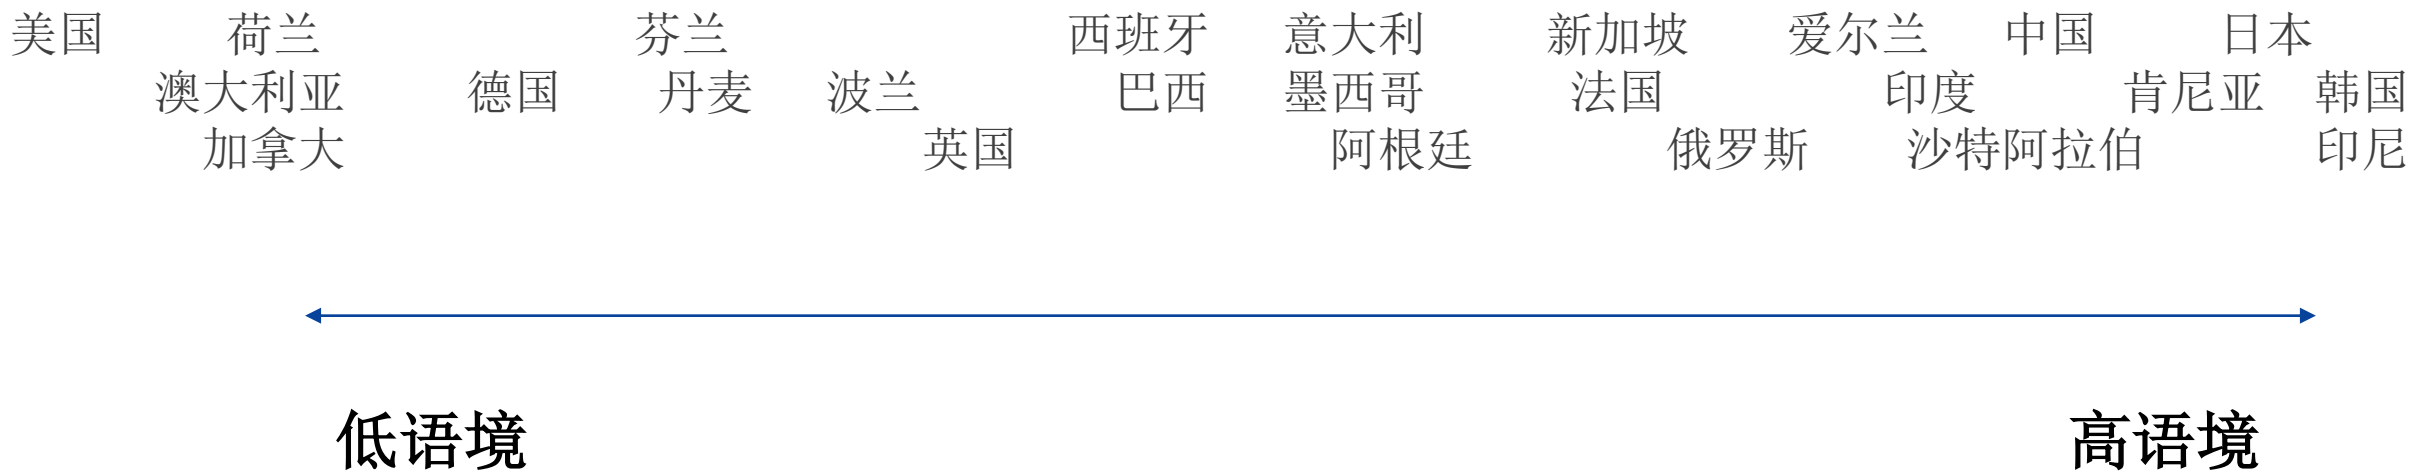 美国 荷兰 芬兰 西班牙 意大利 新加坡 爱尔兰 中国 日本
澳大利亚 德国 丹麦 波兰 巴西 墨西哥 法国 印度 肯尼亚 韩国
加拿大 英国 阿根廷 俄罗斯 沙特阿拉伯 印尼
低语境 高语境